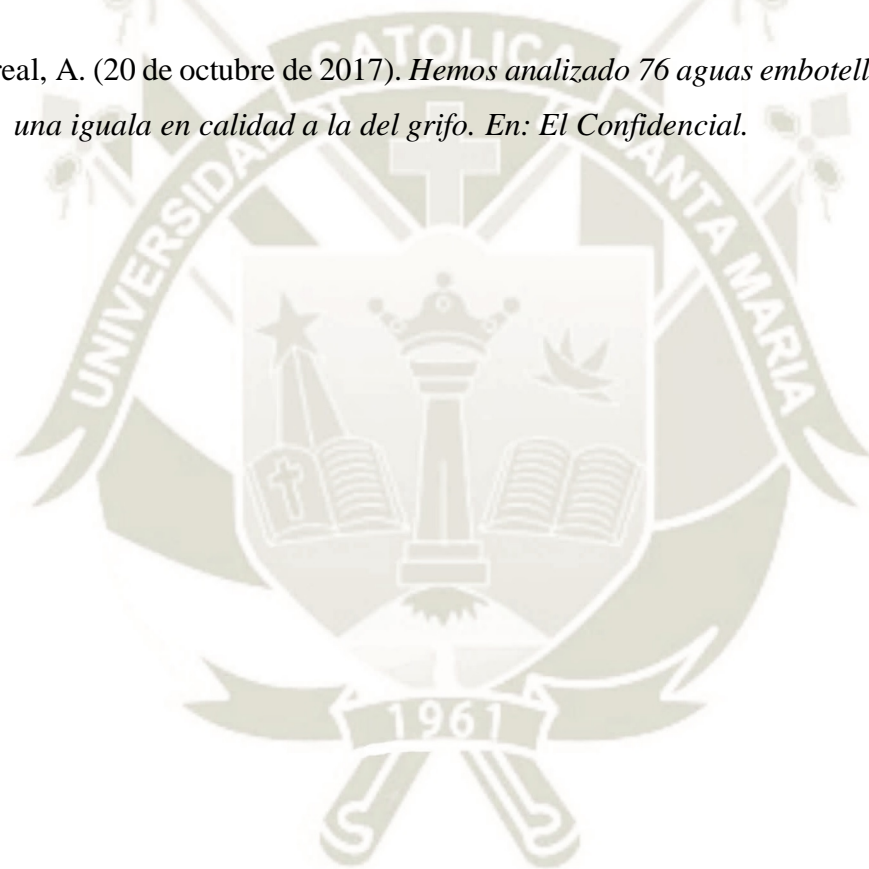 real, A. (20 de octubre de 2017). Hemos analizado 76 aguas embotell
una iguala en calidad a la del grifo. En: El Confidencial.
CATOLICA
UNIVERSIDAD
SANTA MARIA
1961